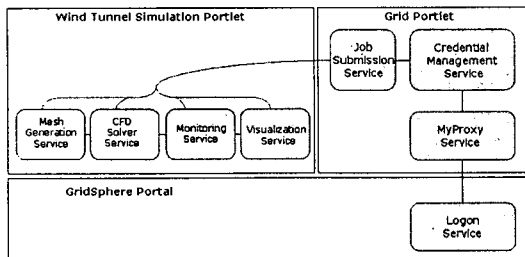 Wind Tunnel Simulation Portlet
Mesh
Generation
Service
CFD
Solver
Service
Monitoring
Service
Visualization
Service
Grid Portlet
Job
Submission
Service
Credential
Management
Service
MyProxy
Service
GridSphere Portal
Logon
Service